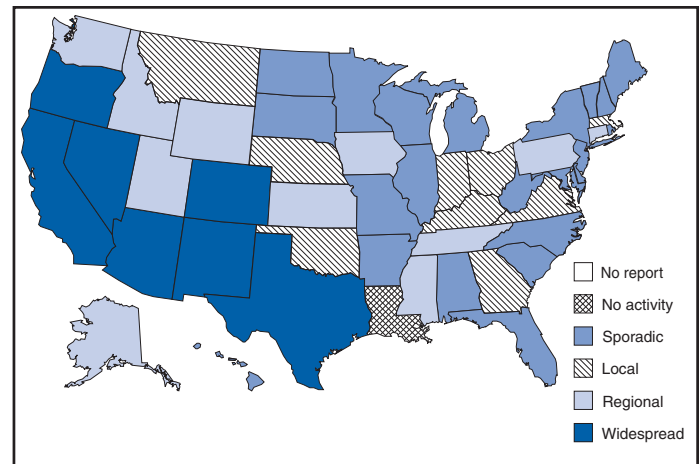 No report
No activity
Sporadic
Local
Regional
Widespread